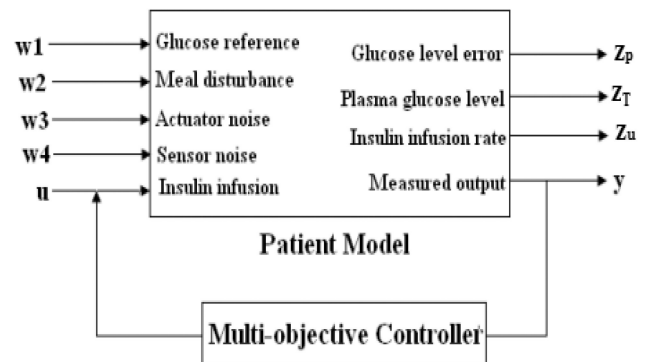 w1 Glucose reference
Glucose level error Zp
w2 Meal disturbance
Plasma glucose level ZT
w3 Actuator noise
Insulin infusion rate Zu
w4 Sensor noise
u Insulin infusion
Measured output y
Patient Model
Multi-objective Controller